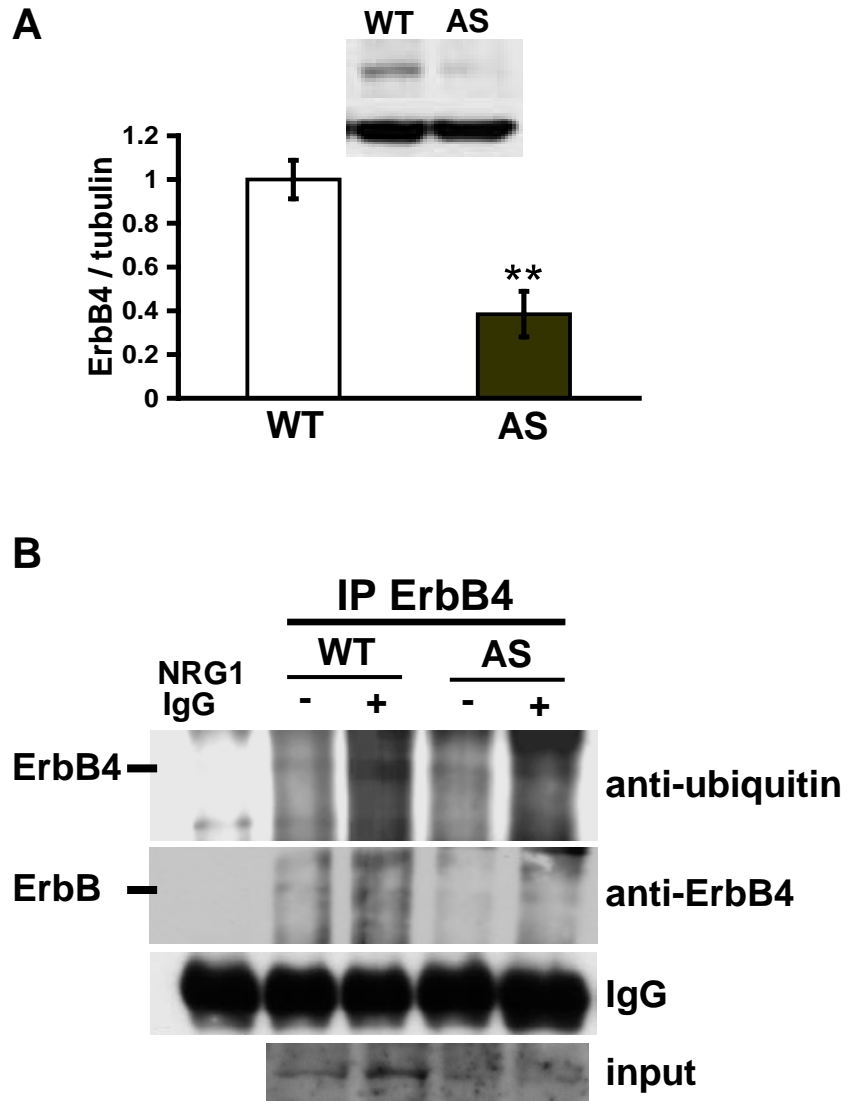 A
WT AS
1.2
1
0.8
0.6
0.4
0.2
0
ErbB4 / tubulin
**
WT AS
B
IP ErbB4
WT AS
NRG1
IgG - + - +
ErbB4 anti-ubiquitin
ErbB anti-ErbB4
IgG
input